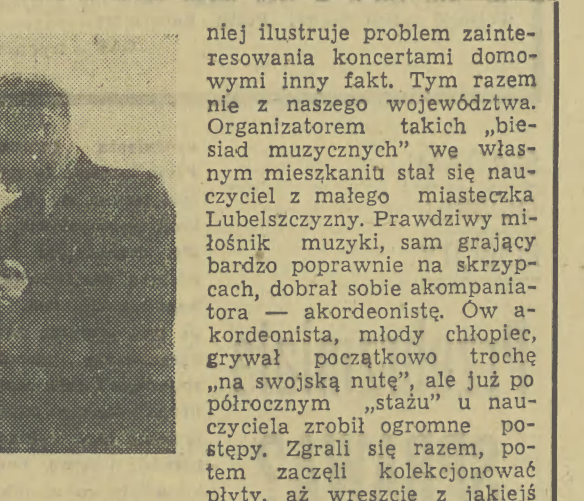 niej ilustruje problem zainte-
resowania koncertami domo-
wymi inny fakt. Tym razem
nie z naszego województwa.
Organizatorem takich „bie-
siad muzycznych” we włas-
nym mieszkaniu stał się nau-
czyciel z małego miasteczka
Lubelszczyzny. Prawdziwy mi-
łośnik muzyki, sam grający
bardzo poprawnie na skrzyp-
cach, dobrał sobie akompania-
tora — akordeonistę. Ów a-
kordeonista, młody chłopiec,
grywał początkowo trochę
„na swojską nutę”, ale już po
półrocznym „stażu” u nau-
czyciela zrobił ogromne po-
stępy. Zgrali się razem, po-
tem zaczęli kolekcjonować
płyty, aż wreszcie z jakiejś